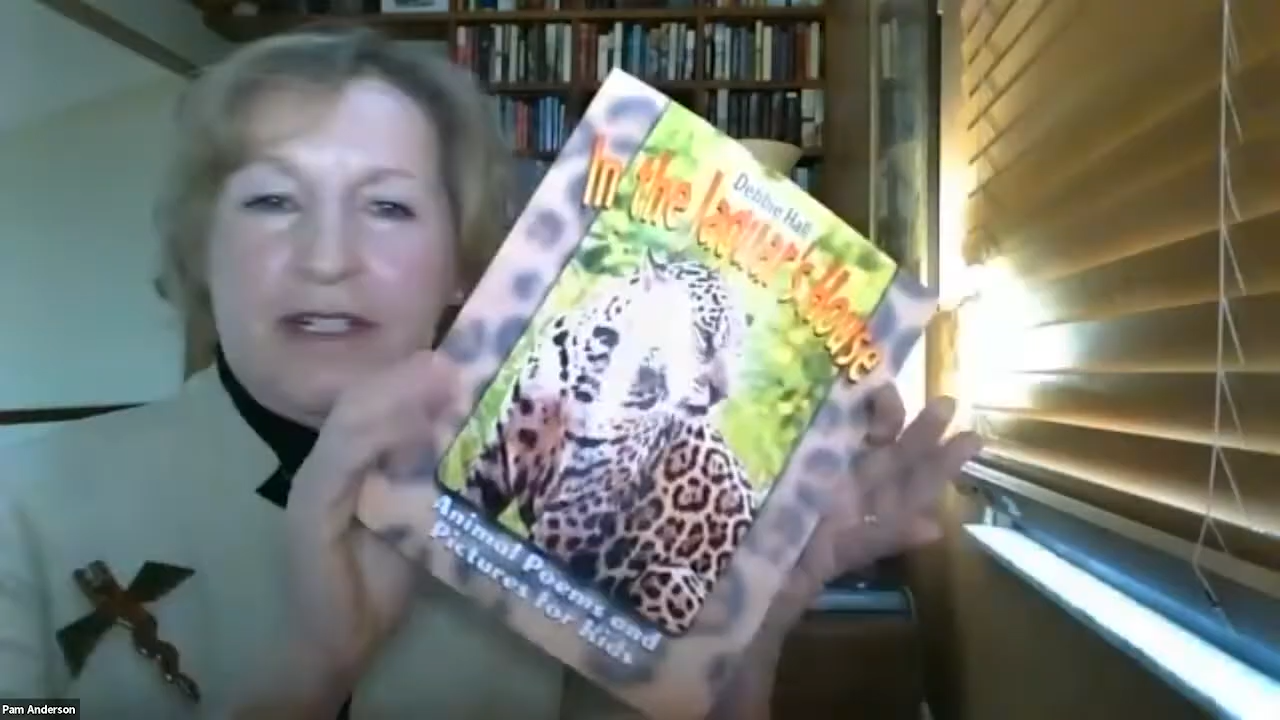 Debbie Hall
In the Jaguar's House
Animal Poems and
Pictures for Kids
Pam Anderson